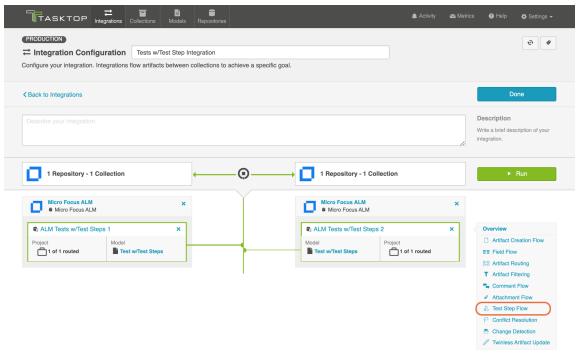 TASKTOP
Integrations
Collections
Models
Repositories
Activity
Metrics
Help
Settings
PRODUCTION
Integration Configuration
Tests w/Test Step Integration
Configure your integration. Integrations flow artifacts between collections to achieve a specific goal.
Back to Integrations
Done
Describe your integration
Description
Write a brief description of your
integration.
1 Repository - 1 Collection
1 Repository - 1 Collection
Run
Micro Focus ALM
Micro Focus ALM
ALM Tests w/Test Steps 1
Project
1 of 1 routed
Model
Test w/Test Steps
Micro Focus ALM
Micro Focus ALM
ALM Tests w/Test Steps 2
Model
Test w/Test Steps
Project
1 of 1 routed
Overview
Artifact Creation Flow
Field Flow
Artifact Routing
Artifact Filtering
Comment Flow
Attachment Flow
Test Step Flow
Conflict Resolution
Change Detection
Twinless Artifact Update